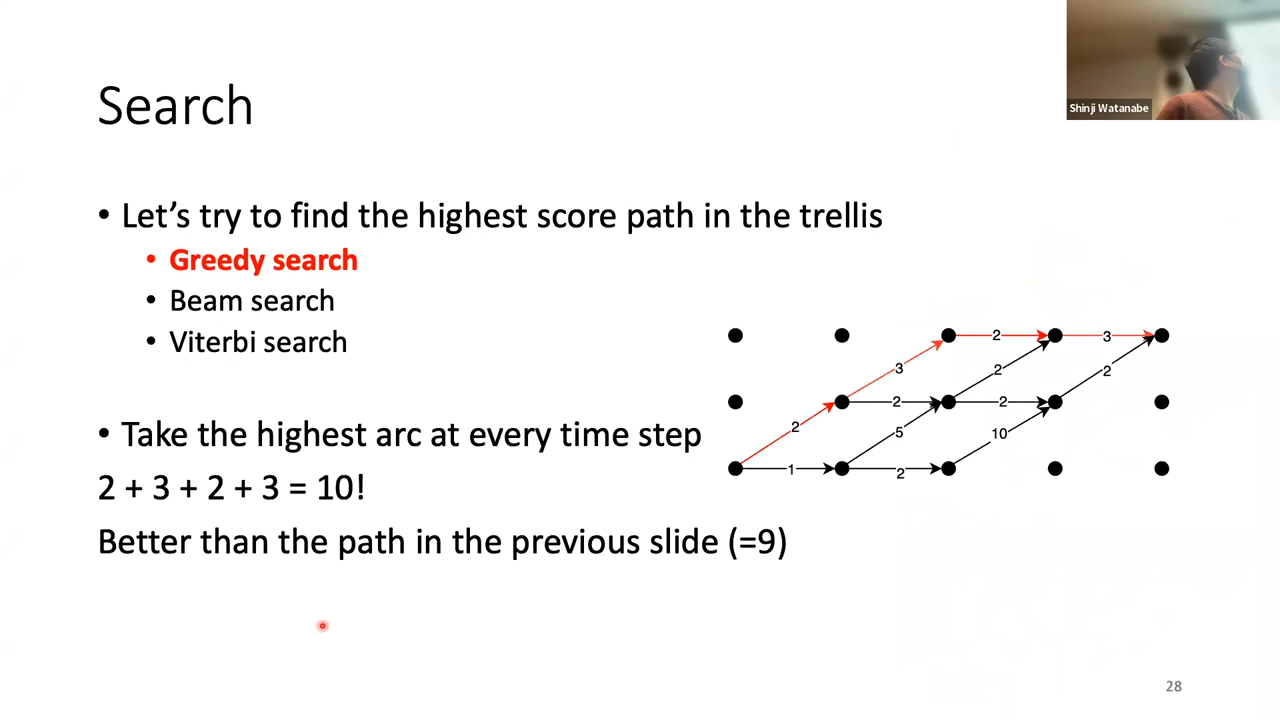 Shinji Watanabe
Search
• Let's try to find the highest score path in the trellis
• Greedy search
• Beam search
• Viterbi search
• Take the highest arc at every time step
2 + 3 + 2 + 3 = 10!
Better than the path in the previous slide (=9)
2 3
3 2 2
2 2 2
5 10
1 2
28